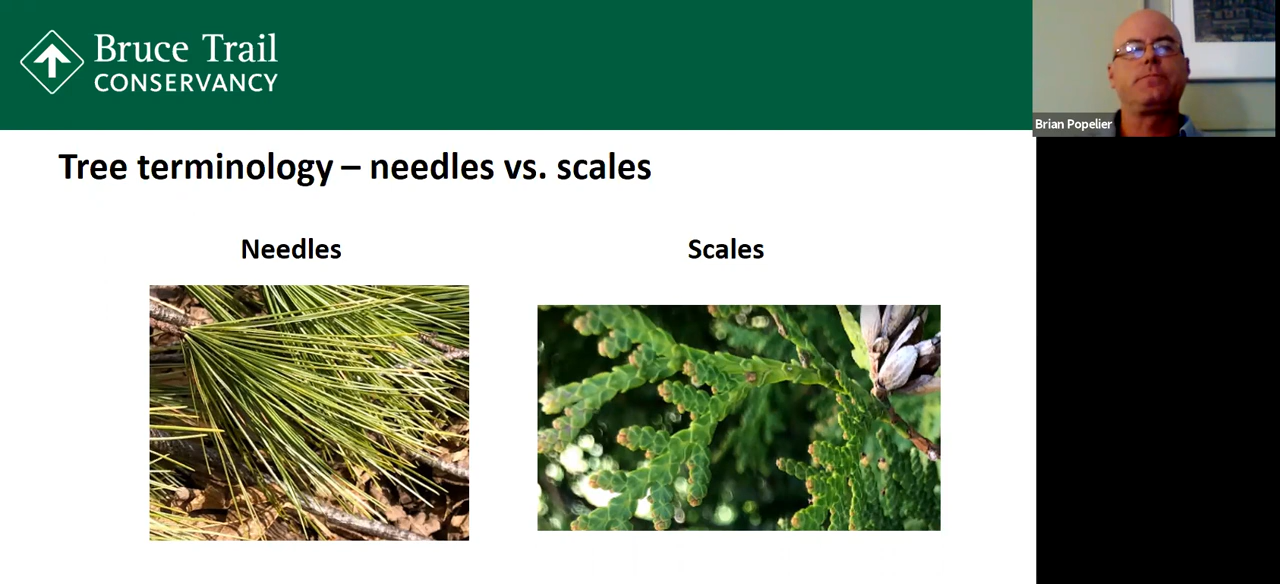 Bruce Trail
CONSERVANCY
Brian Popelier
Tree terminology – needles vs. scales
Needles
Scales